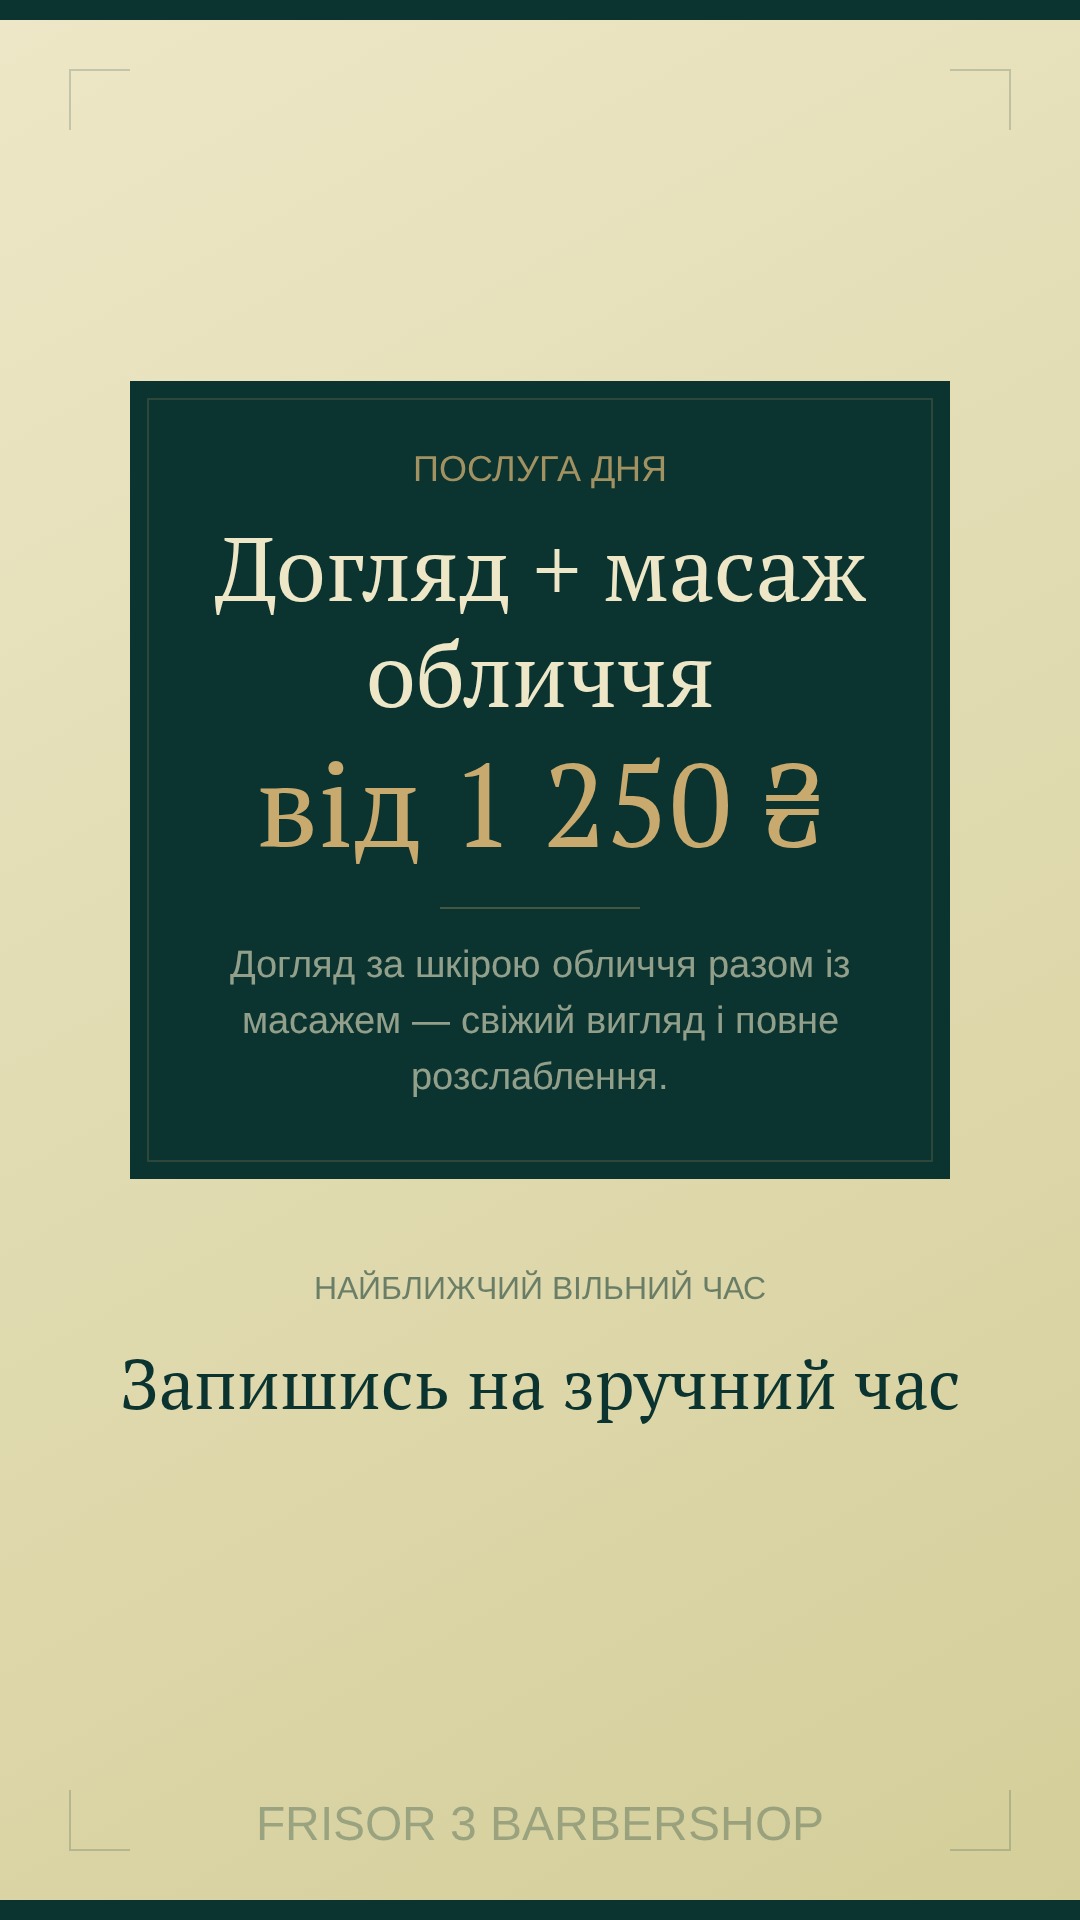 ПОСЛУГА ДНЯ
Догляд + масаж
обличчя
від 1 250 ₴
Догляд за шкірою обличчя разом із
масажем — свіжий вигляд і повне
розслаблення.
НАЙБЛИЖЧИЙ ВІЛЬНИЙ ЧАС
Запишись на зручний час
FRISOR 3 BARBERSHOP